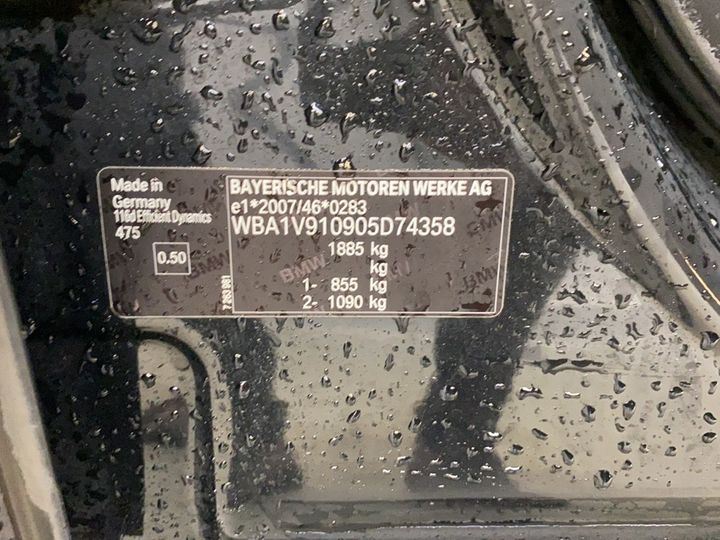 Made in
Germany
116d Efficient Dynamics
475
0.50
BAYERISCHE MOTOREN WERKE AG
e1*2007/46*0283
WBA1V910905D74358
1885 kg
kg
1- 855 kg
2- 1090 kg
BMW